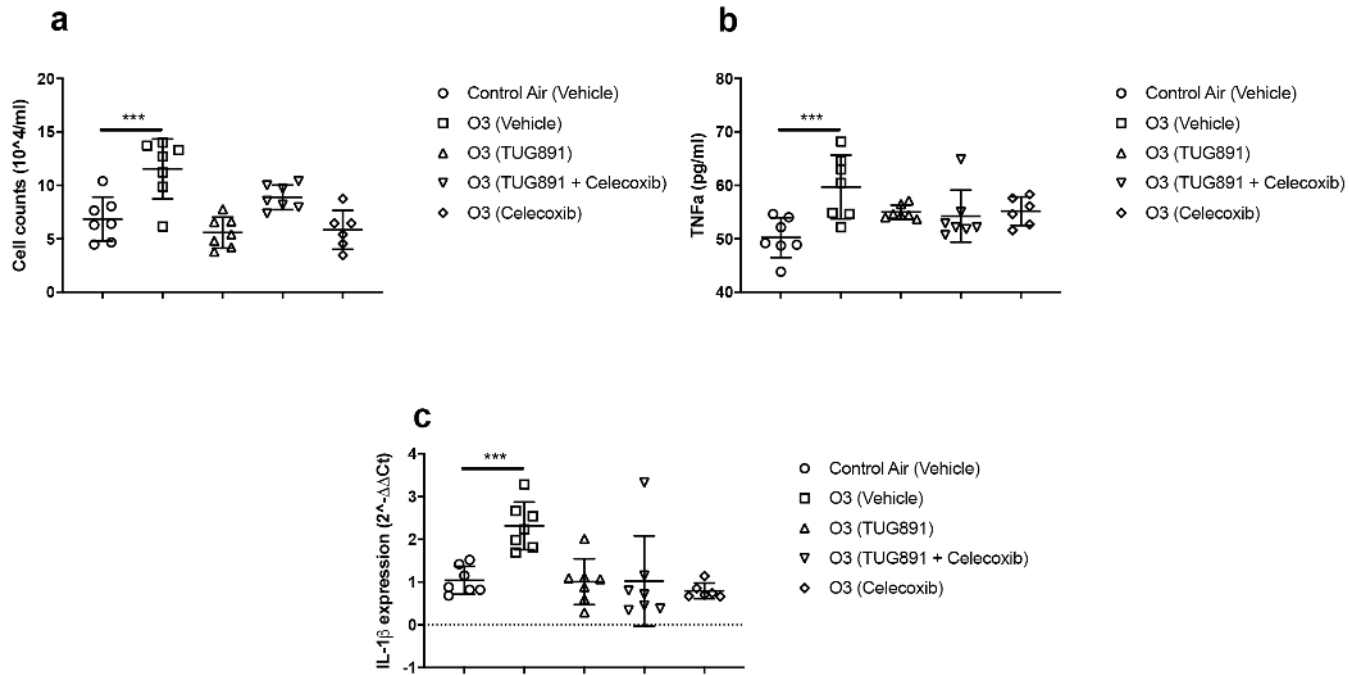 a
Cell counts (10^4/ml)
20
15
10
5
0
***
Control Air (Vehicle)
O3 (Vehicle)
O3 (TUG891)
O3 (TUG891 + Celecoxib)
O3 (Celecoxib)
b
TNFa (pg/ml)
80
70
60
50
40
***
Control Air (Vehicle)
O3 (Vehicle)
O3 (TUG891)
O3 (TUG891 + Celecoxib)
O3 (Celecoxib)
c
IL-1β expression (2^-ΔΔCt)
4
3
2
1
0
-1
***
Control Air (Vehicle)
O3 (Vehicle)
O3 (TUG891)
O3 (TUG891 + Celecoxib)
O3 (Celecoxib)